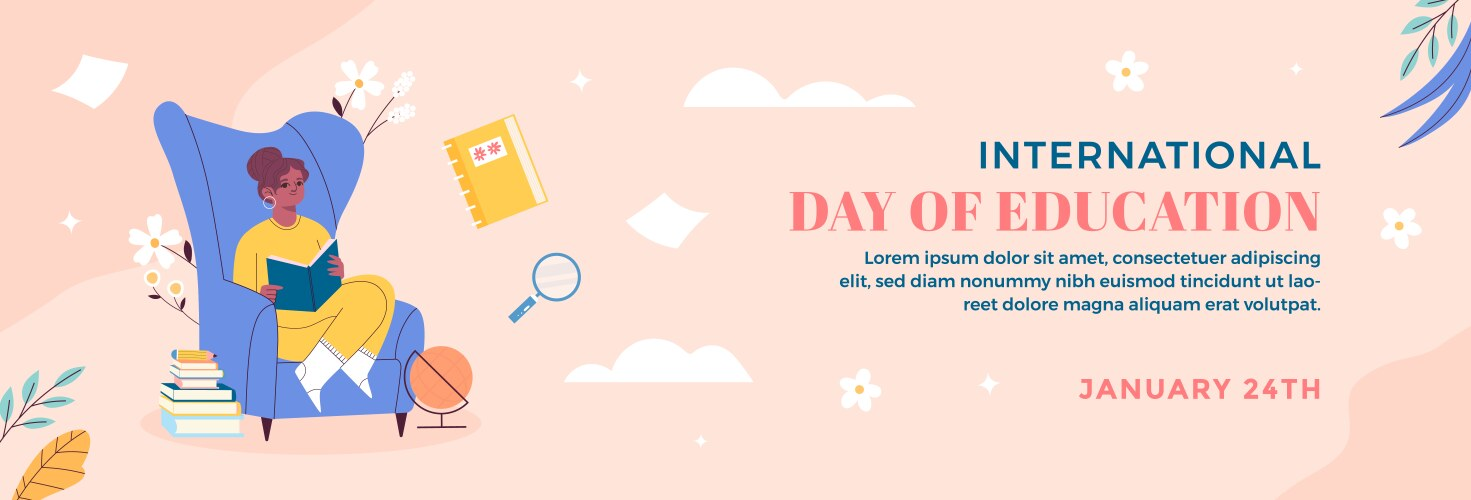 INTERNATIONAL
DAY OF EDUCATION
Lorem ipsum dolor sit amet, consectetuer adipiscing
elit, sed diam nonummy nibh euismod tincidunt ut lao-
reet dolore magna aliquam erat volutpat.
JANUARY 24TH